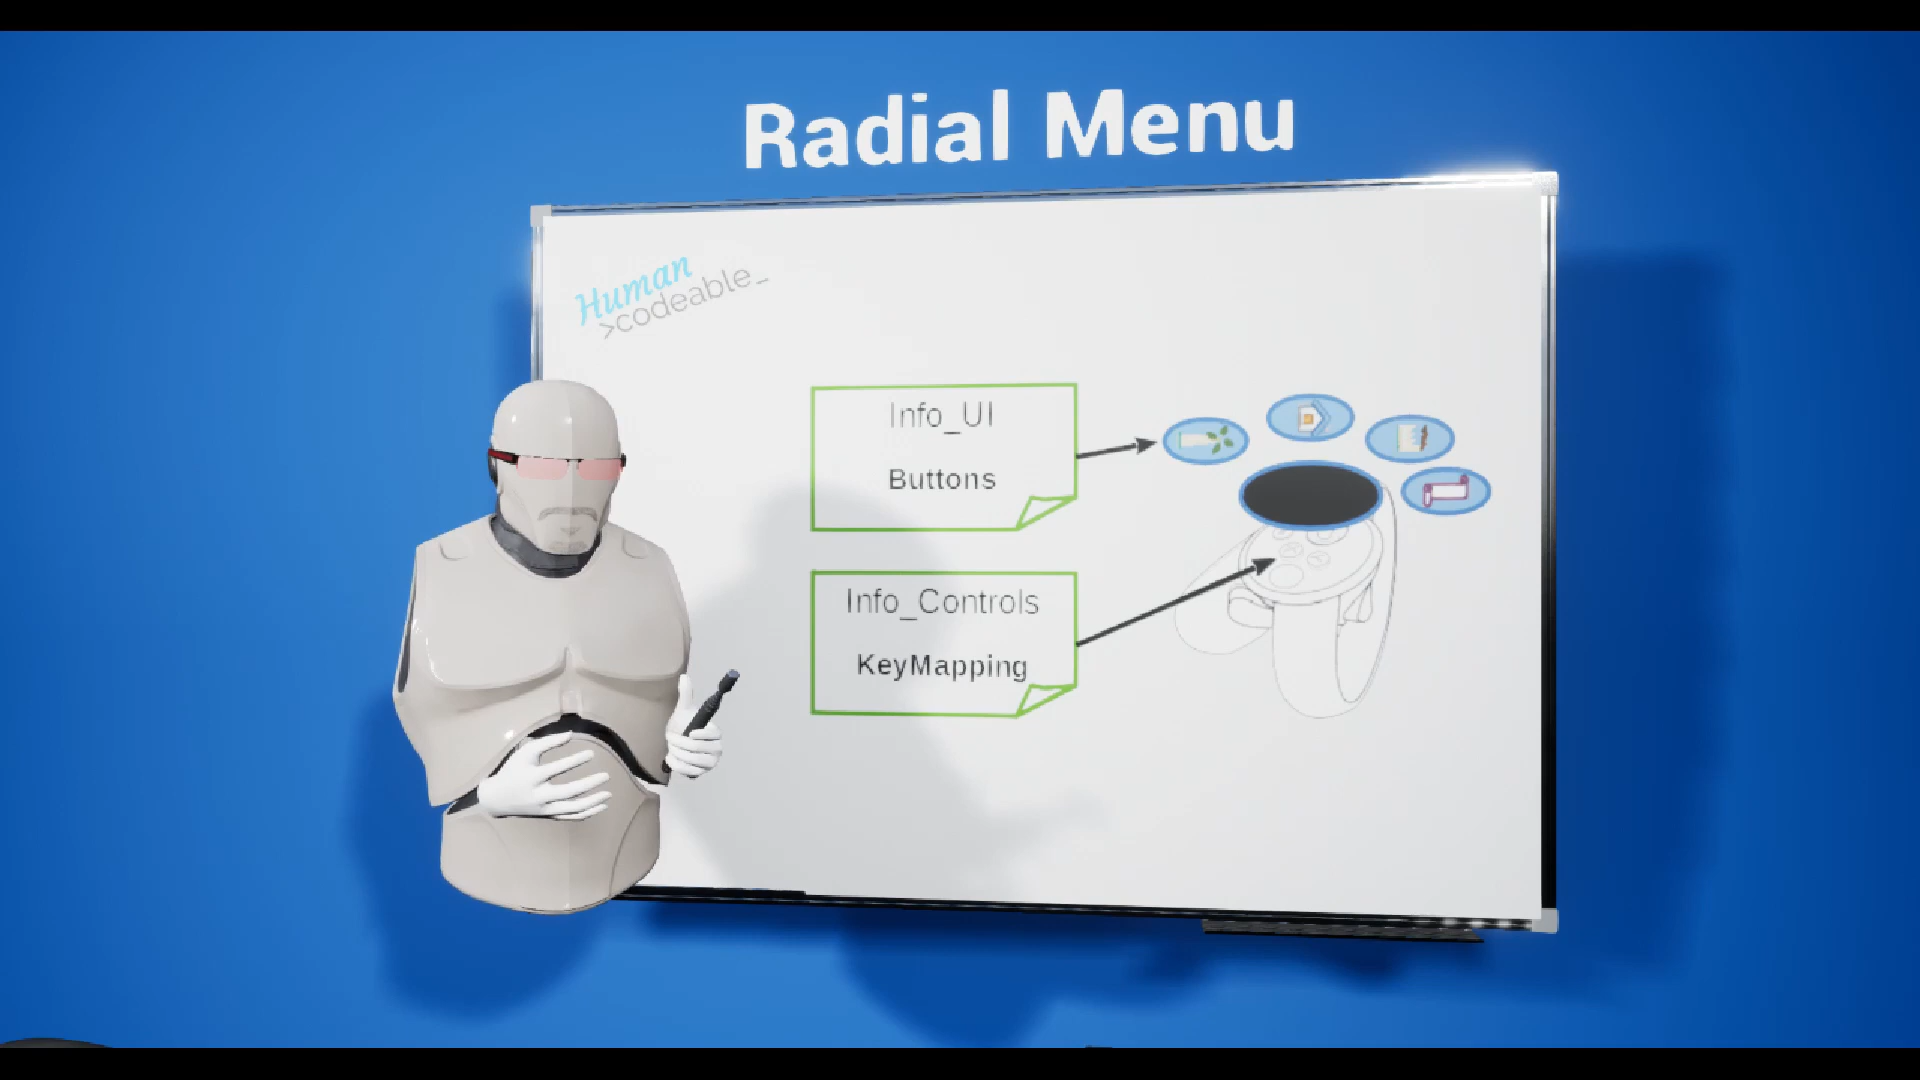 Radial Menu
Human
>codeable_
Info_UI
Buttons
Info_Controls
KeyMapping